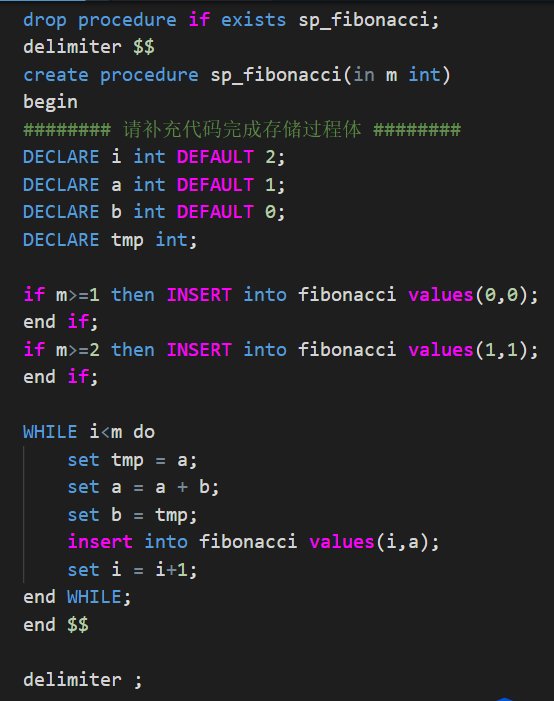 drop procedure if exists sp_fibonacci;
delimiter $$
create procedure sp_fibonacci(in m int)
begin
######## 请补充代码完成存储过程体 ########
DECLARE i int DEFAULT 2;
DECLARE a int DEFAULT 1;
DECLARE b int DEFAULT 0;
DECLARE tmp int;
if m>=1 then INSERT into fibonacci values(0,0);
end if;
if m>=2 then INSERT into fibonacci values(1,1);
end if;
WHILE i<m do
set tmp = a;
set a = a + b;
set b = tmp;
insert into fibonacci values(i,a);
set i = i+1;
end WHILE;
end $$
delimiter ;